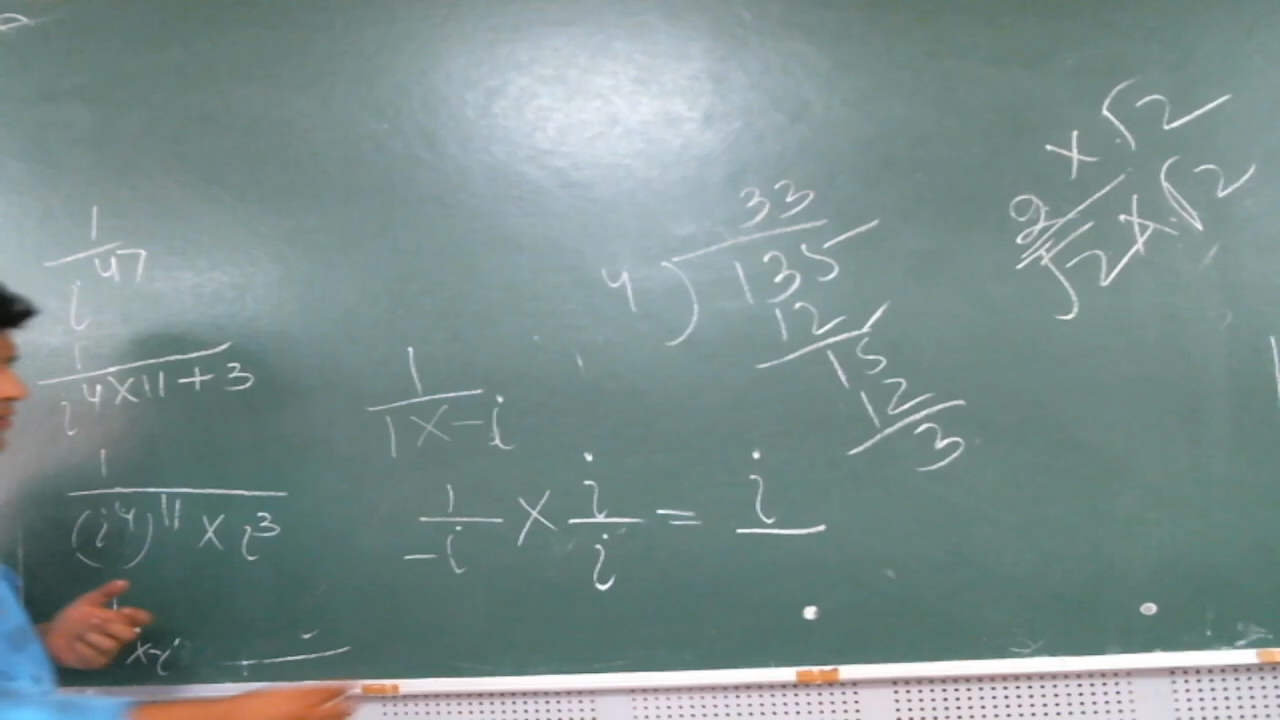 1
i^47
1
i^4×11+3
1
(i^4)^11 × i^3
1
×-i
1
1×-i
1/-i × i/i = i
33
4)135
12
15
12
3
2/√2 × √2/√2